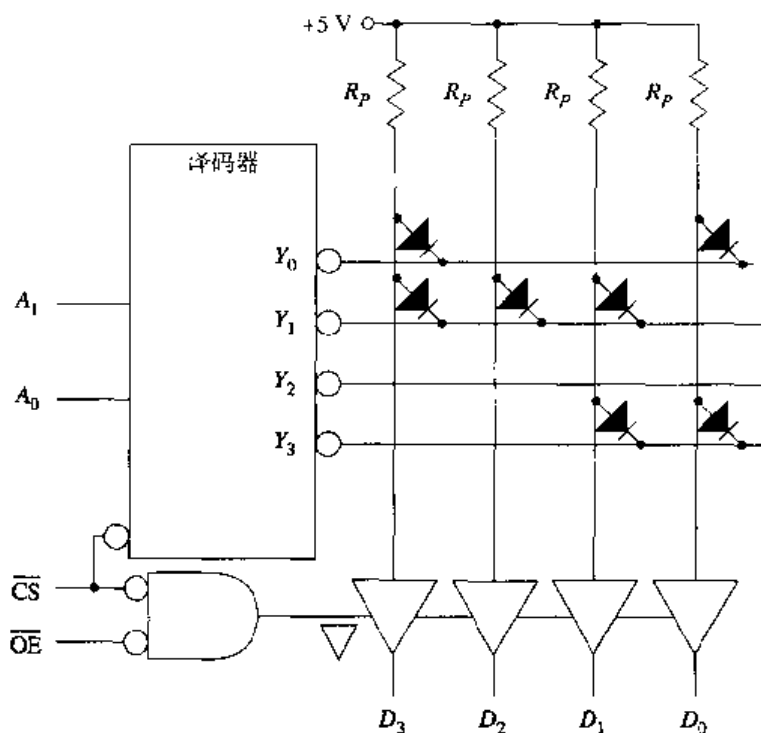 +5 V
R_P R_P R_P R_P
译码器
Y_0
A_1
Y_1
A_0
Y_2
Y_3
CS
OE
D_3 D_2 D_1 D_0